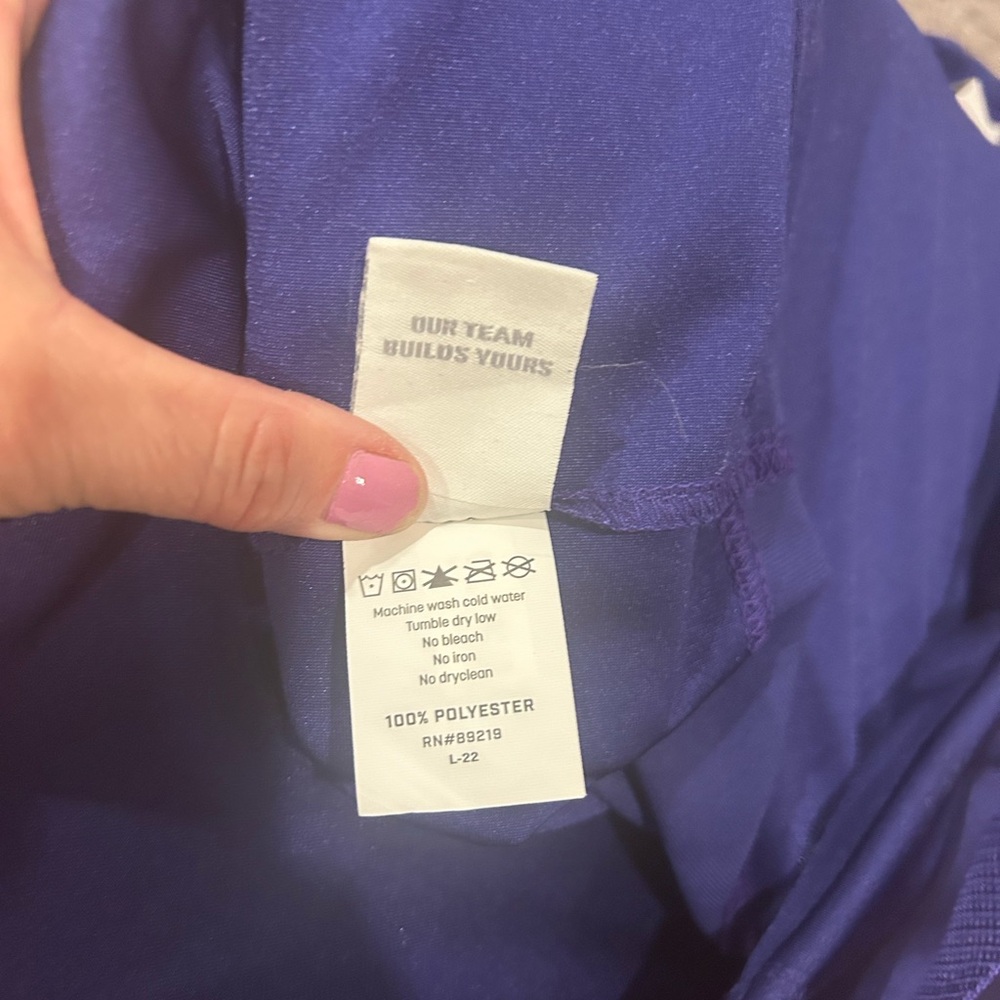 OUR TEAM
BUILDS YOURS
Machine wash cold water
Tumble dry low
No bleach
No iron
No dryclean
100% POLYESTER
RN#89219
L-22